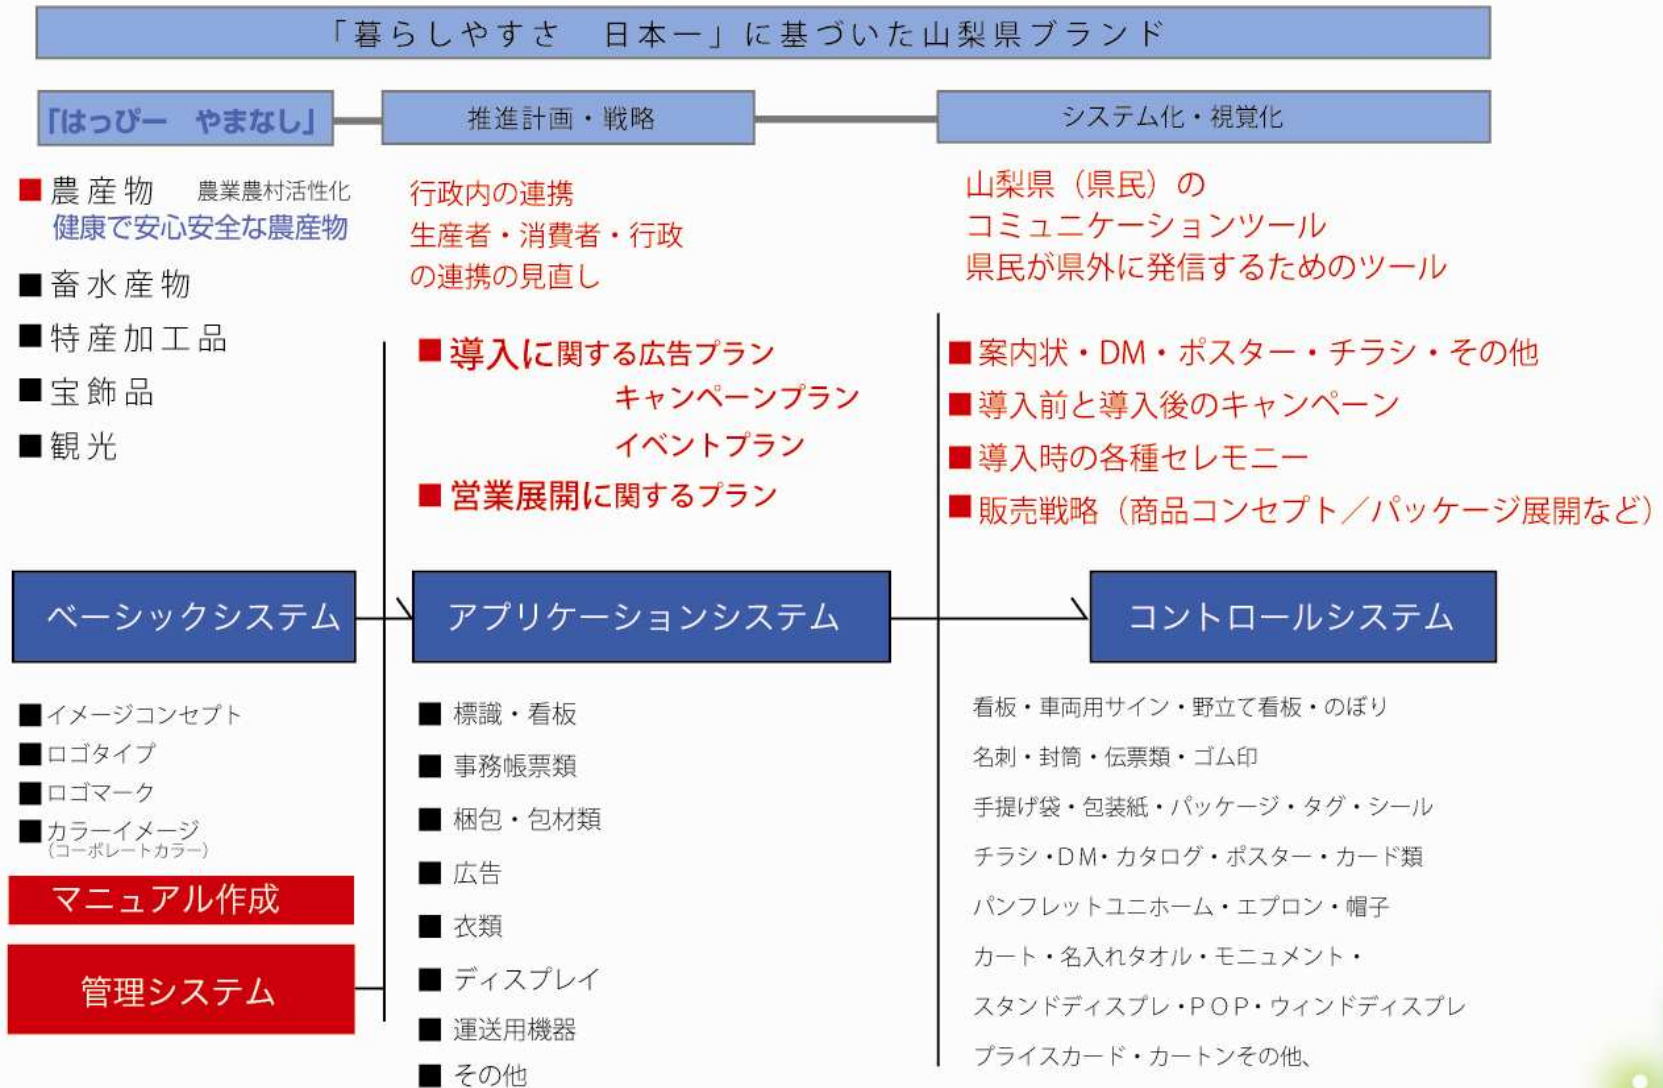 「暮らしやすさ　日本一」に基づいた山梨県ブランド
「はっぴー　やまなし」
推進計画・戦略
システム化・視覚化
■農産物　農業農村活性化
健康で安心安全な農産物
■畜水産物
■特産加工品
■宝飾品
■観光
行政内の連携
生産者・消費者・行政
の連携の見直し
■導入に関する広告プラン
キャンペーンプラン
イベントプラン
■営業展開に関するプラン
山梨県（県民）の
コミュニケーションツール
県民が県外に発信するためのツール
■案内状・DM・ポスター・チラシ・その他
■導入前と導入後のキャンペーン
■導入時の各種セレモニー
■販売戦略（商品コンセプト／パッケージ展開など）
ベーシックシステム
アプリケーションシステム
コントロールシステム
■イメージコンセプト
■ロゴタイプ
■ロゴマーク
■カラーイメージ
（コーポレートカラー）
マニュアル作成
管理システム
■ 標識・看板
■ 事務帳票類
■ 梱包・包材類
■ 広告
■ 衣類
■ ディスプレイ
■ 運送用機器
■ その他
看板・車両用サイン・野立て看板・のぼり
名刺・封筒・伝票類・ゴム印
手提げ袋・包装紙・パッケージ・タグ・シール
チラシ・DM・カタログ・ポスター・カード類
パンフレットユニホーム・エプロン・帽子
カート・名入れタオル・モニュメント・
スタンドディスプレ・POP・ウィンドディスプレ
プライスカード・カートンその他、